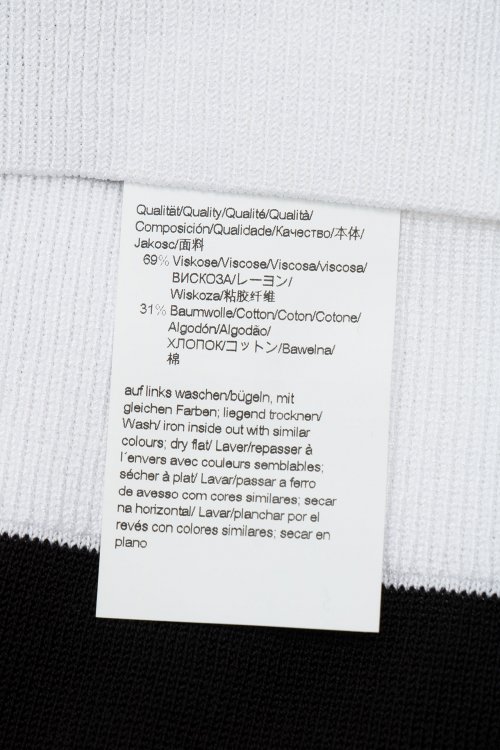 Qualität/Quality/Qualité/Qualità/
Composición/Qualidade/Качество/本体/
Jakosc/面料
69% Viskose/Viscose/Viscosa/viscosa/
ВИСКОЗА/レーヨン/
Wiskoza/粘胶纤维
31% Baumwolle/Cotton/Coton/Cotone/
Algodón/Algodão/
ХЛОПОК/コットン/Bawelna/
棉
auf links waschen/bügeln, mit
gleichen Farben; liegend trocknen/
Wash/ iron inside out with similar
colours; dry flat/ Laver/repasser à
l´envers avec couleurs semblables;
sécher à plat/ Lavar/passar a ferro
de avesso com cores similares; secar
na horizontal/ Lavar/planchar por el
revés con colores similares; secar en
plano